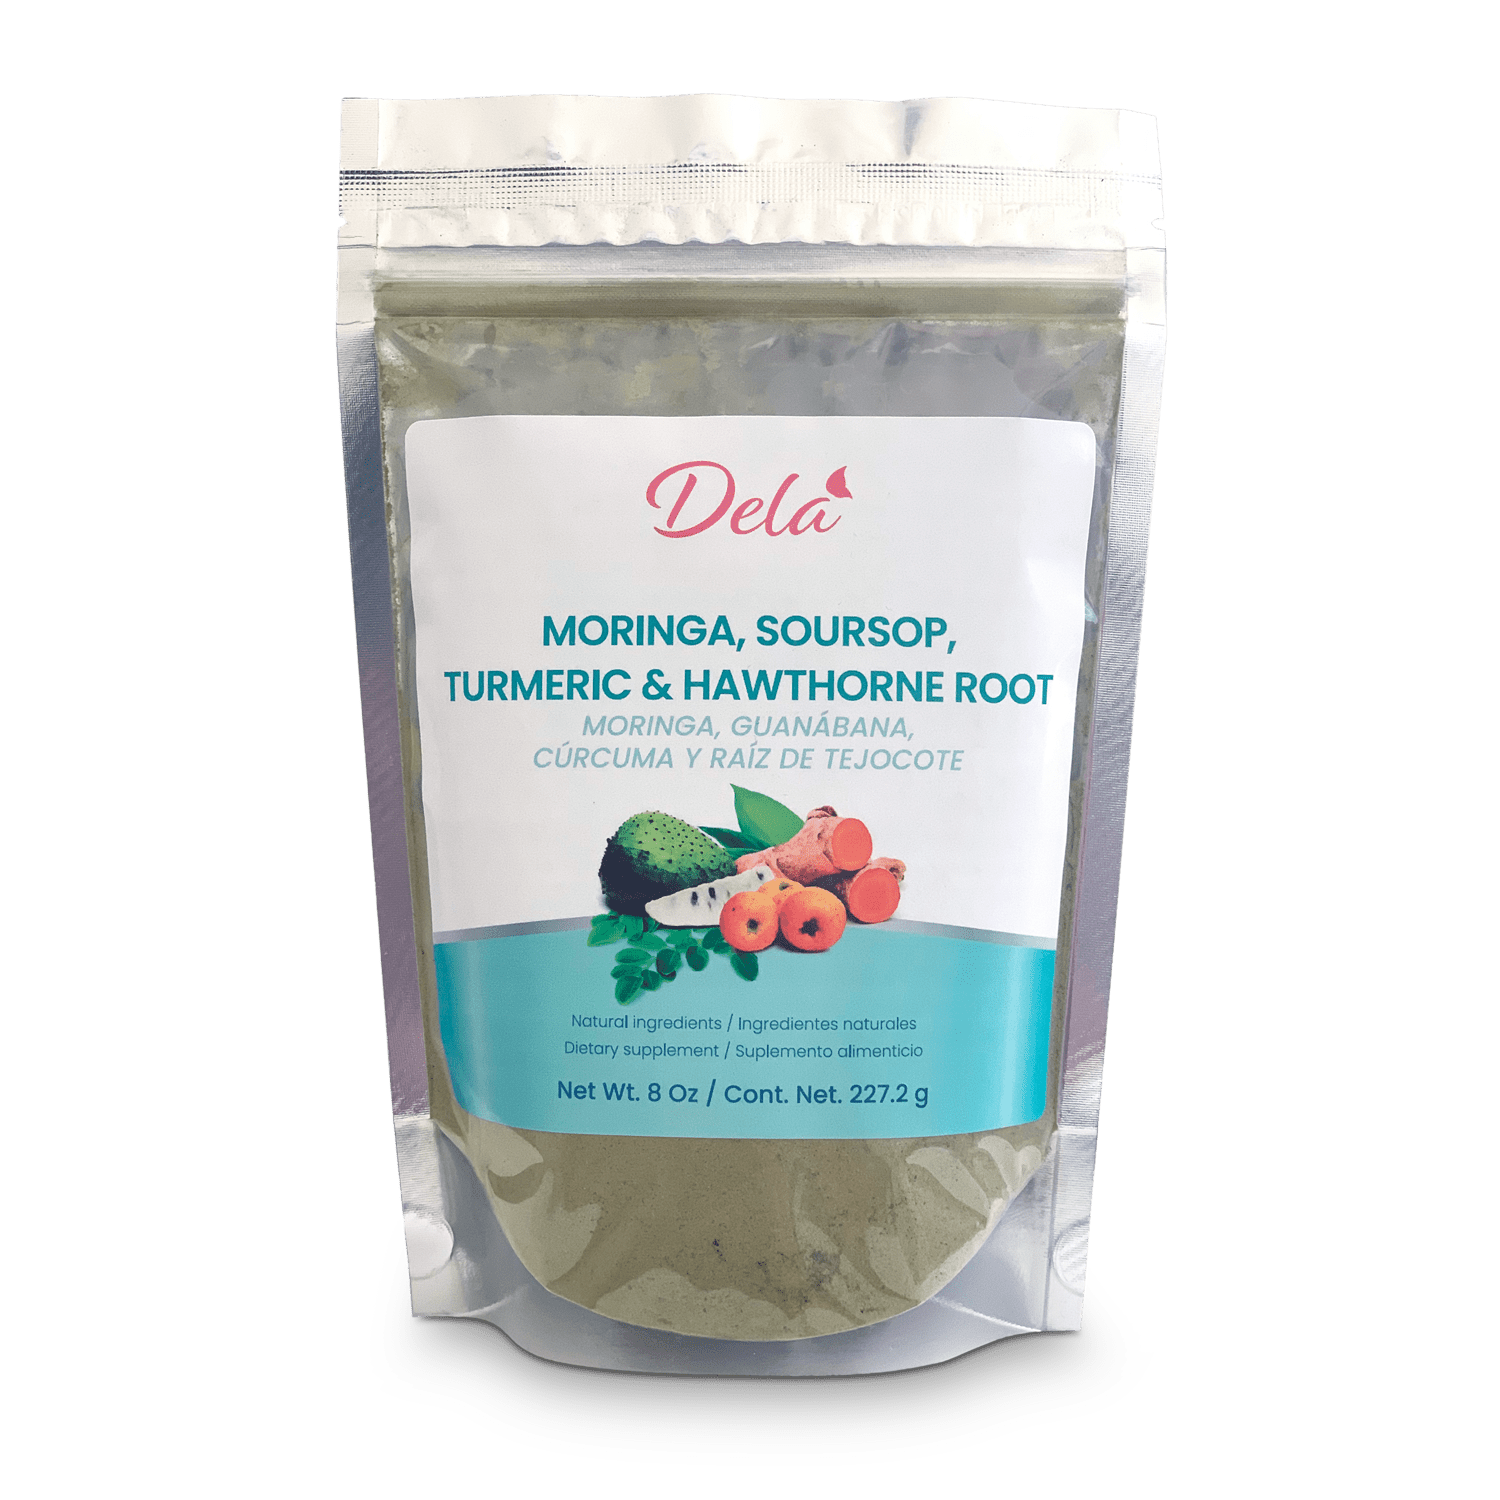 Dela
MORINGA, SOURSOP,
TURMERIC & HAWTHORNE ROOT
MORINGA, GUANÁBANA,
CÚRCUMA Y RAÍZ DE TEJOCOTE
Natural ingredients / Ingredientes naturales
Dietary supplement / Suplemento alimenticio
Net Wt. 8 Oz / Cont. Net. 227.2 g